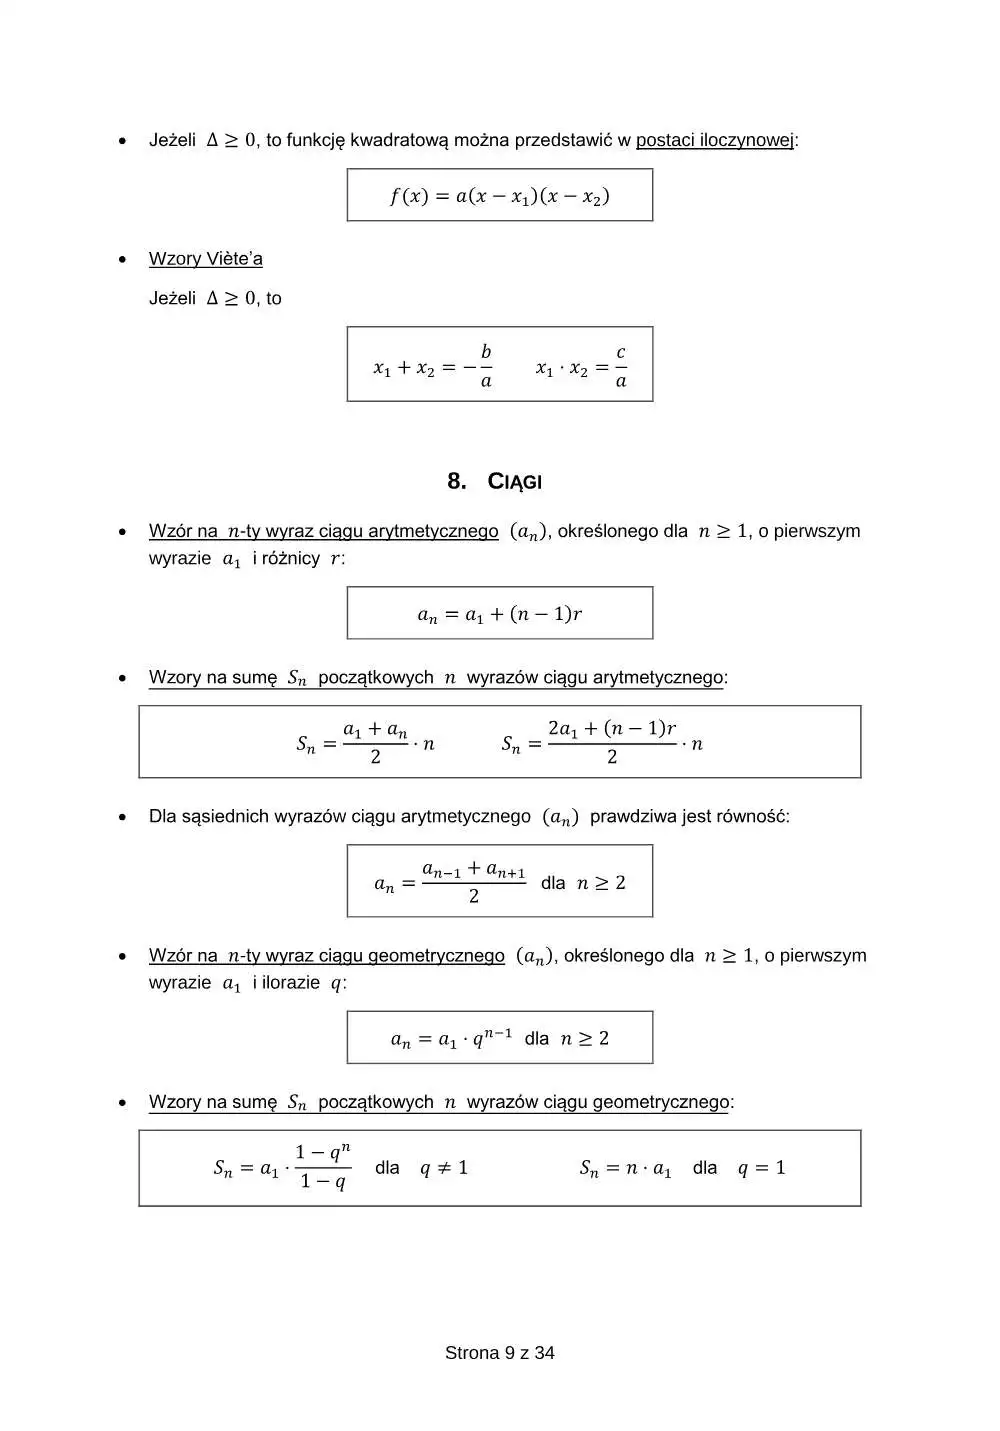 • Jeżeli Δ ≥ 0, to funkcję kwadratową można przedstawić w postaci iloczynowej:
f(x) = a(x − x₁)(x − x₂)
• Wzory Viète’a
Jeżeli Δ ≥ 0, to
x₁ + x₂ = −b/a x₁ · x₂ = c/a
8. CIĄGI
• Wzór na n-ty wyraz ciągu arytmetycznego (aₙ), określonego dla n ≥ 1, o pierwszym
wyrazie a₁ i różnicy r:
aₙ = a₁ + (n − 1)r
• Wzory na sumę Sₙ początkowych n wyrazów ciągu arytmetycznego:
Sₙ = (a₁ + aₙ)/2 · n Sₙ = (2a₁ + (n − 1)r)/2 · n
• Dla sąsiednich wyrazów ciągu arytmetycznego (aₙ) prawdziwa jest równość:
aₙ = (aₙ₋₁ + aₙ₊₁)/2 dla n ≥ 2
• Wzór na n-ty wyraz ciągu geometrycznego (aₙ), określonego dla n ≥ 1, o pierwszym
wyrazie a₁ i ilorazie q:
aₙ = a₁ · qⁿ⁻¹ dla n ≥ 2
• Wzory na sumę Sₙ początkowych n wyrazów ciągu geometrycznego:
Sₙ = a₁ · (1 − qⁿ)/(1 − q) dla q ≠ 1 Sₙ = n · a₁ dla q = 1
Strona 9 z 34